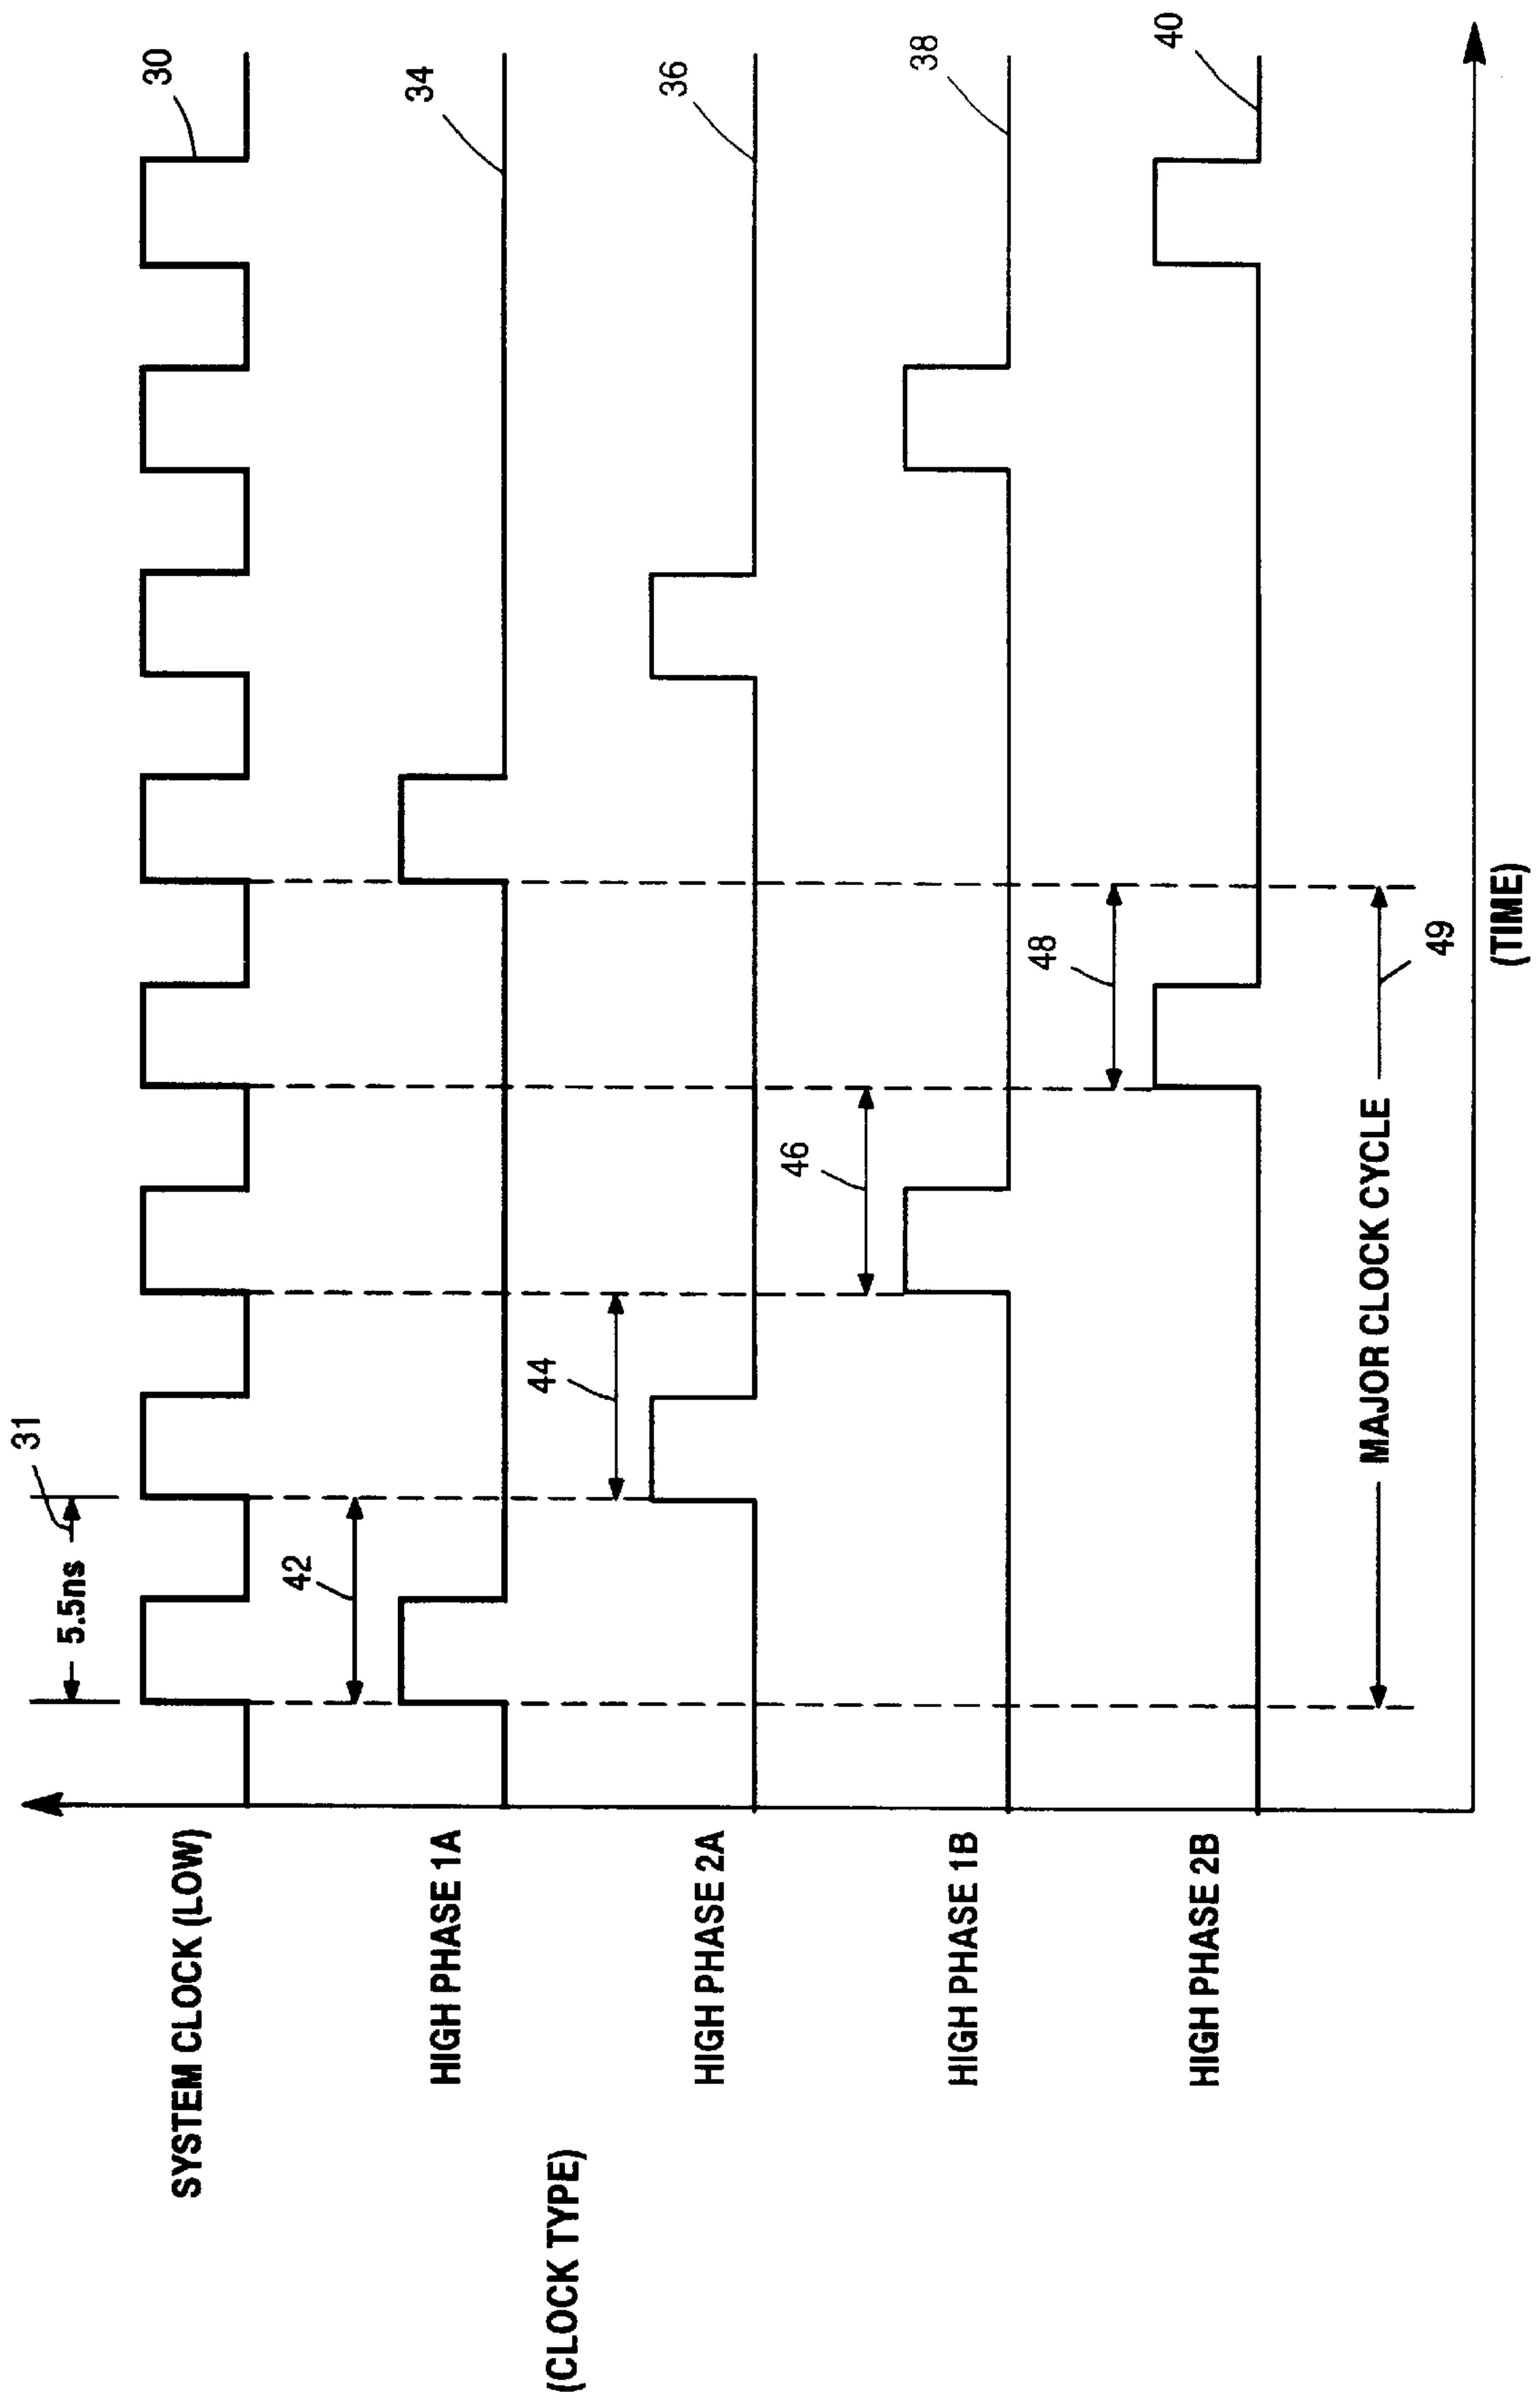 31
5.5ns
30
SYSTEM CLOCK (LOW)
42
34
HIGH PHASE 1A
(CLOCK TYPE)
44
36
HIGH PHASE 2A
46
38
HIGH PHASE 1B
48
40
HIGH PHASE 2B
MAJOR CLOCK CYCLE
49
(TIME)